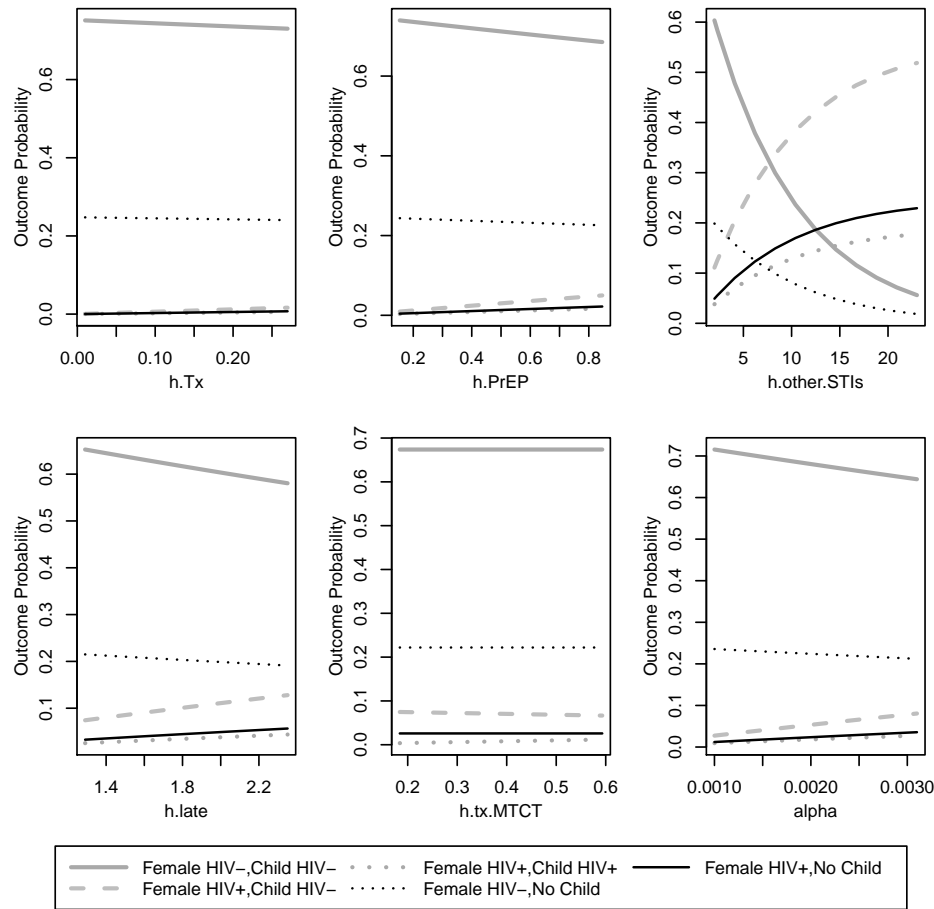 Outcome Probability
0.0 0.2 0.4 0.6
0.00 0.10 0.20
h.Tx
Outcome Probability
0.0 0.2 0.4 0.6
0.2 0.4 0.6 0.8
h.PrEP
Outcome Probability
0.0 0.1 0.2 0.3 0.4 0.5 0.6
5 10 15 20
h.other.STIs
Outcome Probability
0.1 0.2 0.3 0.4 0.5 0.6
1.4 1.8 2.2
h.late
Outcome Probability
0.0 0.1 0.2 0.3 0.4 0.5 0.6 0.7
0.2 0.3 0.4 0.5 0.6
h.tx.MTCT
Outcome Probability
0.0 0.1 0.2 0.3 0.4 0.5 0.6 0.7
0.0010 0.0020 0.0030
alpha
Female HIV−,Child HIV− Female HIV+,Child HIV+ Female HIV+,No Child
Female HIV+,Child HIV− Female HIV−,No Child